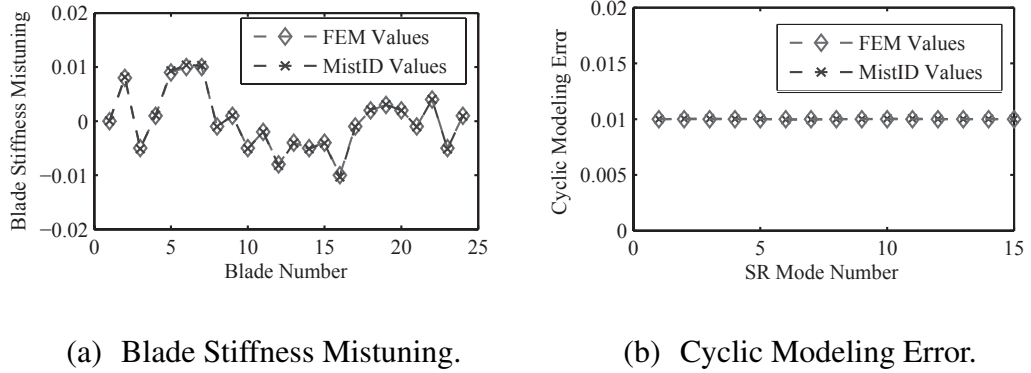 0.02
0.01
0
−0.01
−0.02
Blade Stiffness Mistuning
FEM Values
MistID Values
0 5 10 15 20 25
Blade Number
0.02
0.015
0.01
0.005
0
Cyclic Modeling Error
FEM Values
MistID Values
0 5 10 15
SR Mode Number
(a) Blade Stiffness Mistuning.
(b) Cyclic Modeling Error.